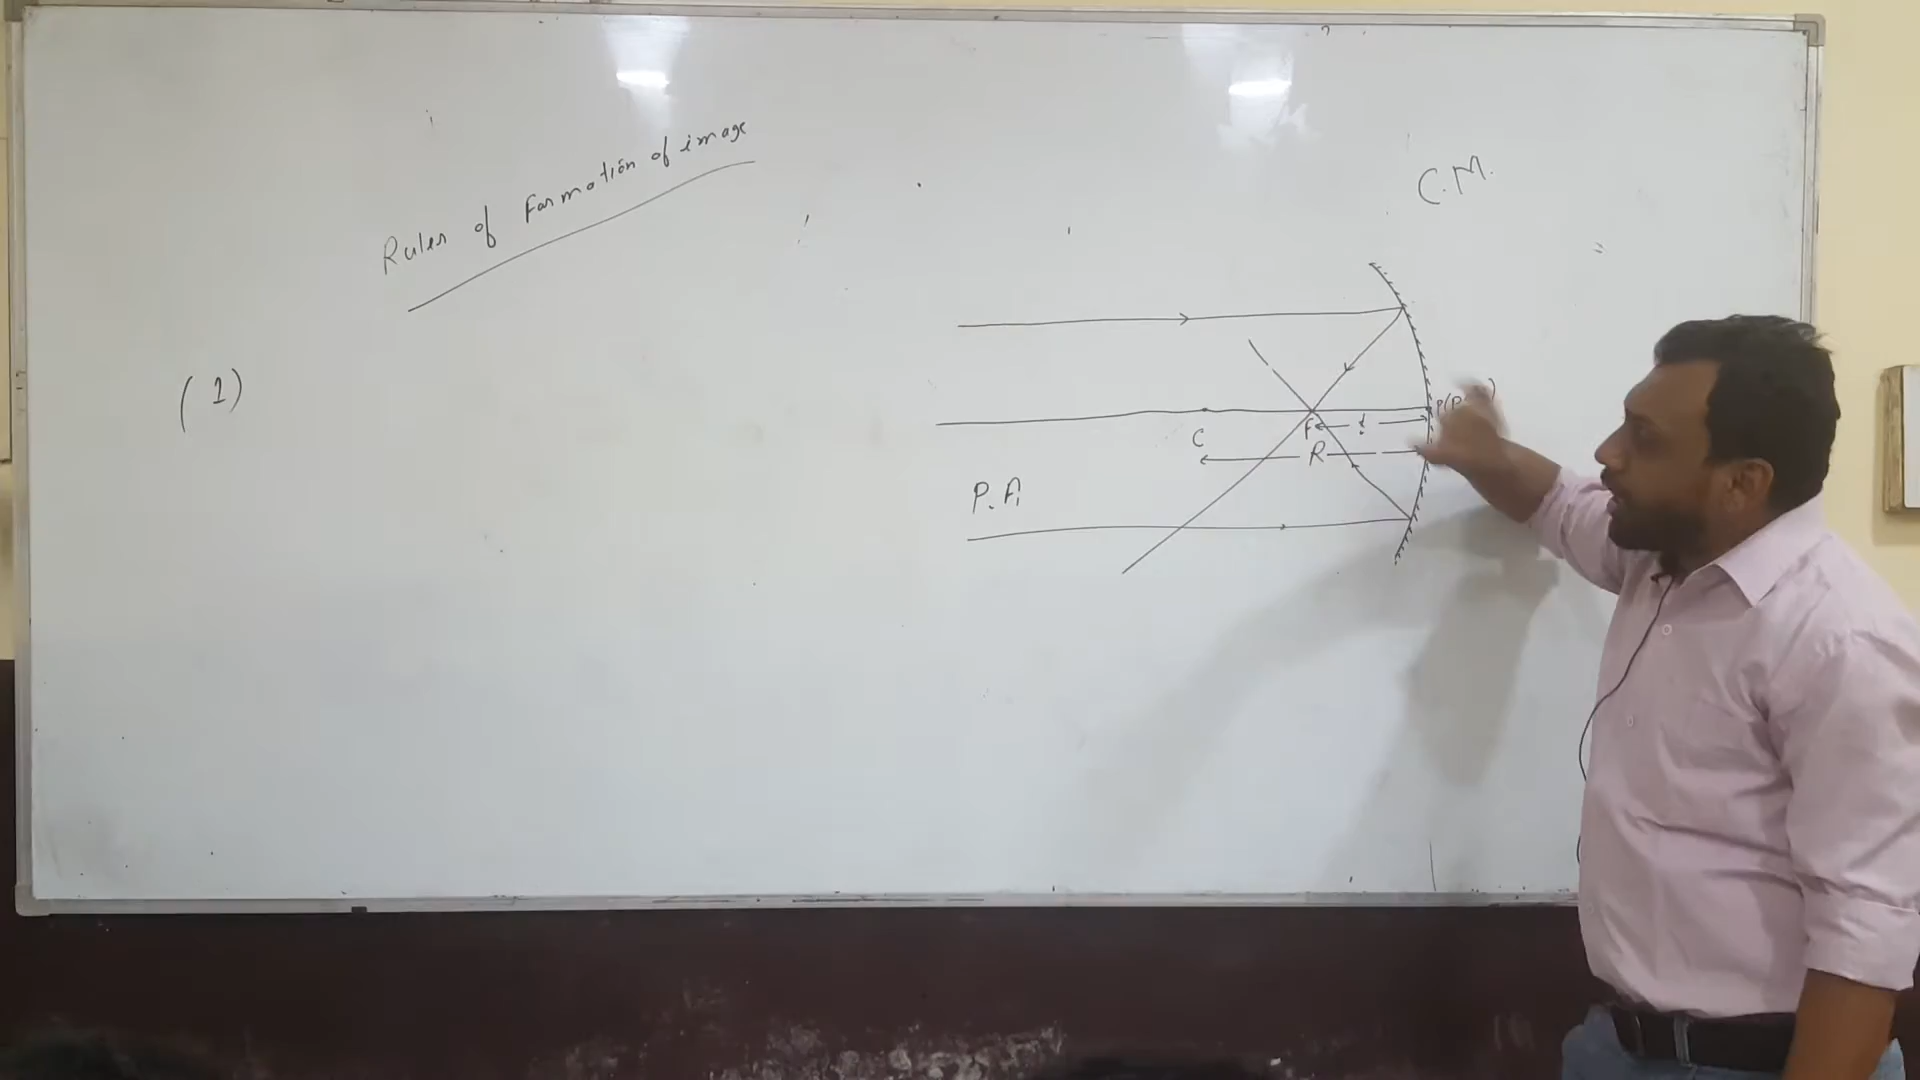 Rules of Formation of image
C.M.
(1)
P
C
F
f
R
P.A